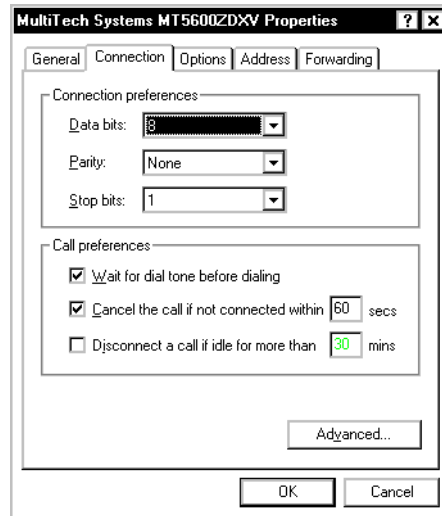 MultiTech Systems MT5600ZDXV Properties ? X
General Connection Options Address Forwarding
Connection preferences
Data bits: 8
Parity: None
Stop bits: 1
Call preferences
Wait for dial tone before dialing
Cancel the call if not connected within 60 secs
Disconnect a call if idle for more than 30 mins
Advanced...
OK Cancel